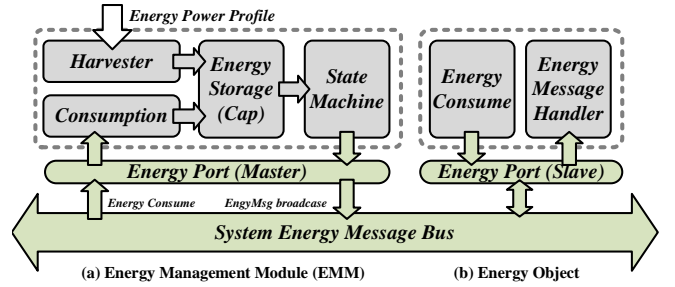 Energy Power Profile
Harvester
Consumption
Energy
Storage
(Cap)
State
Machine
Energy
Consume
Energy
Message
Handler
Energy Port (Master)
Energy Port (Slave)
Energy Consume
EngyMsg broadcase
System Energy Message Bus
(a) Energy Management Module (EMM)
(b) Energy Object